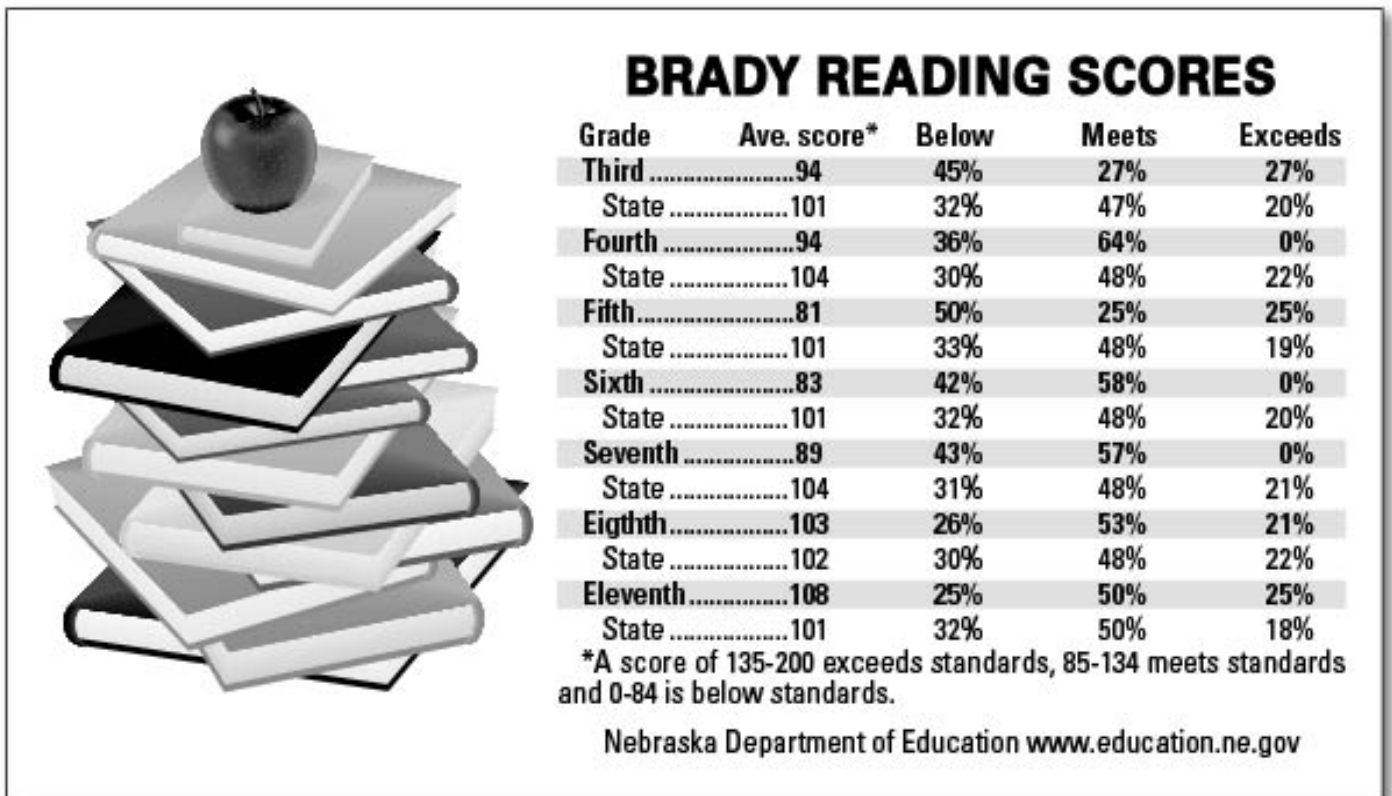 BRADY READING SCORES
Grade Ave. score* Below Meets Exceeds
Third ......................94 45% 27% 27%
State ..................101 32% 47% 20%
Fourth ....................94 36% 64% 0%
State ..................104 30% 48% 22%
Fifth........................81 50% 25% 25%
State ..................101 33% 48% 19%
Sixth ......................83 42% 58% 0%
State ..................101 32% 48% 20%
Seventh .................89 43% 57% 0%
State ..................104 31% 48% 21%
Eigthth..................103 26% 53% 21%
State ..................102 30% 48% 22%
Eleventh...............108 25% 50% 25%
State ..................101 32% 50% 18%
*A score of 135-200 exceeds standards, 85-134 meets standards
and 0-84 is below standards.
Nebraska Department of Education www.education.ne.gov